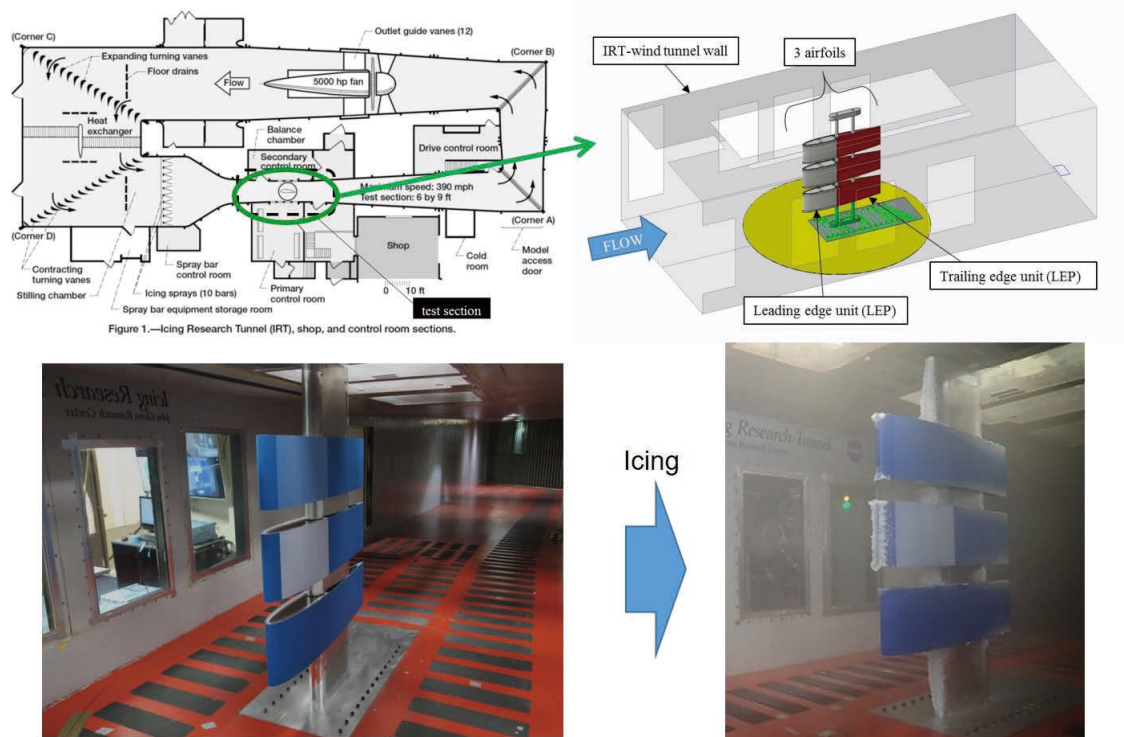 Outlet guide vanes (12)
(Corner C)
Expanding turning vanes
Floor drains
(Corner B)
Flow
5000 hp fan
Heat
exchanger
Balance
chamber
Secondary
control room
Drive control room
Maximum speed: 390 mph
Test section: 6 by 9 ft
(Corner D)
(Corner A)
Contracting
turning vanes
Stilling chamber
Spray bar
control room
Icing sprays (10 bars)
Spray bar equipment storage room
Primary
control room
Shop
0 10 ft
Cold
room
Model
access
door
test section
Figure 1.—Icing Research Tunnel (IRT), shop, and control room sections.
IRT-wind tunnel wall
3 airfoils
FLOW
Trailing edge unit (LEP)
Leading edge unit (LEP)
Icing Research
Research Center
Icing
ng Research Tunnel
Research Center